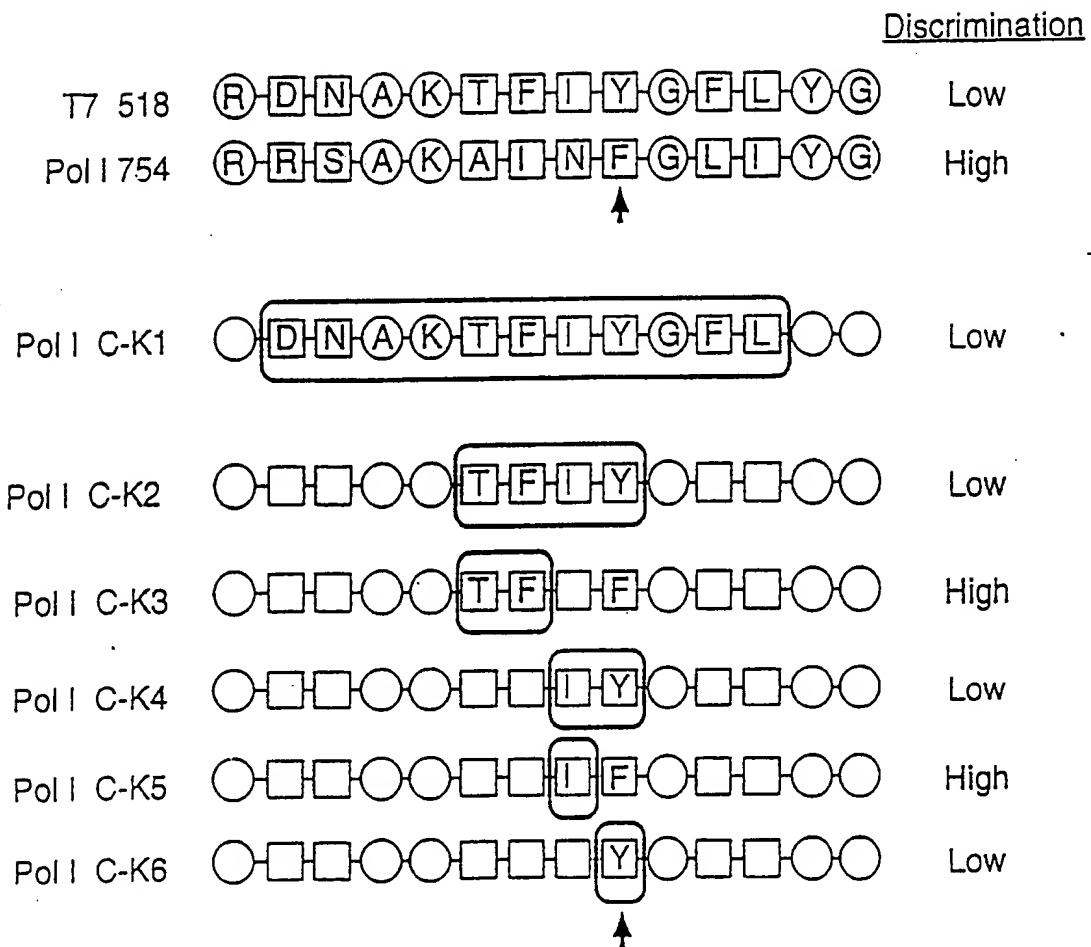 Discrimination
T7 518 R D N A K T F I Y G F L Y G Low
Pol I 754 R R S A K A I N F G L I Y G High
Pol I C-K1 D N A K T F I Y G F L Low
Pol I C-K2 T F I Y Low
Pol I C-K3 T F F High
Pol I C-K4 I Y Low
Pol I C-K5 I F High
Pol I C-K6 Y Low